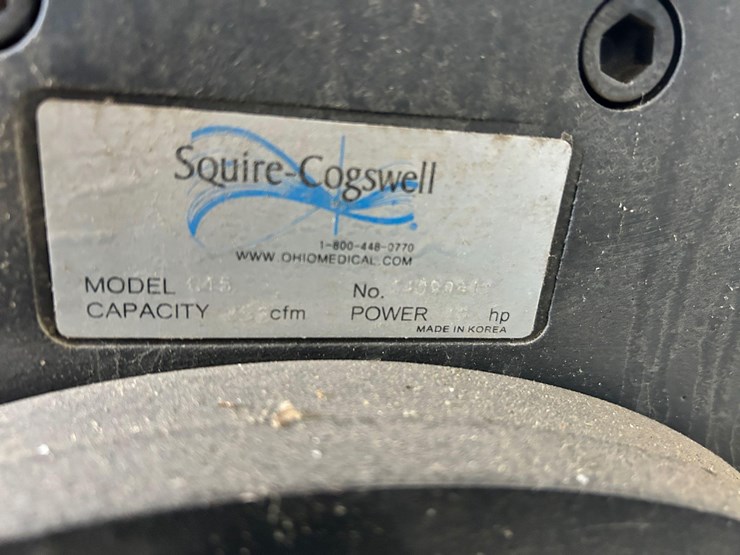 Squire-Cogswell
1-800-448-0770
WWW.OHIOMEDICAL.COM
MODEL No.
CAPACITY cfm POWER hp
MADE IN KOREA